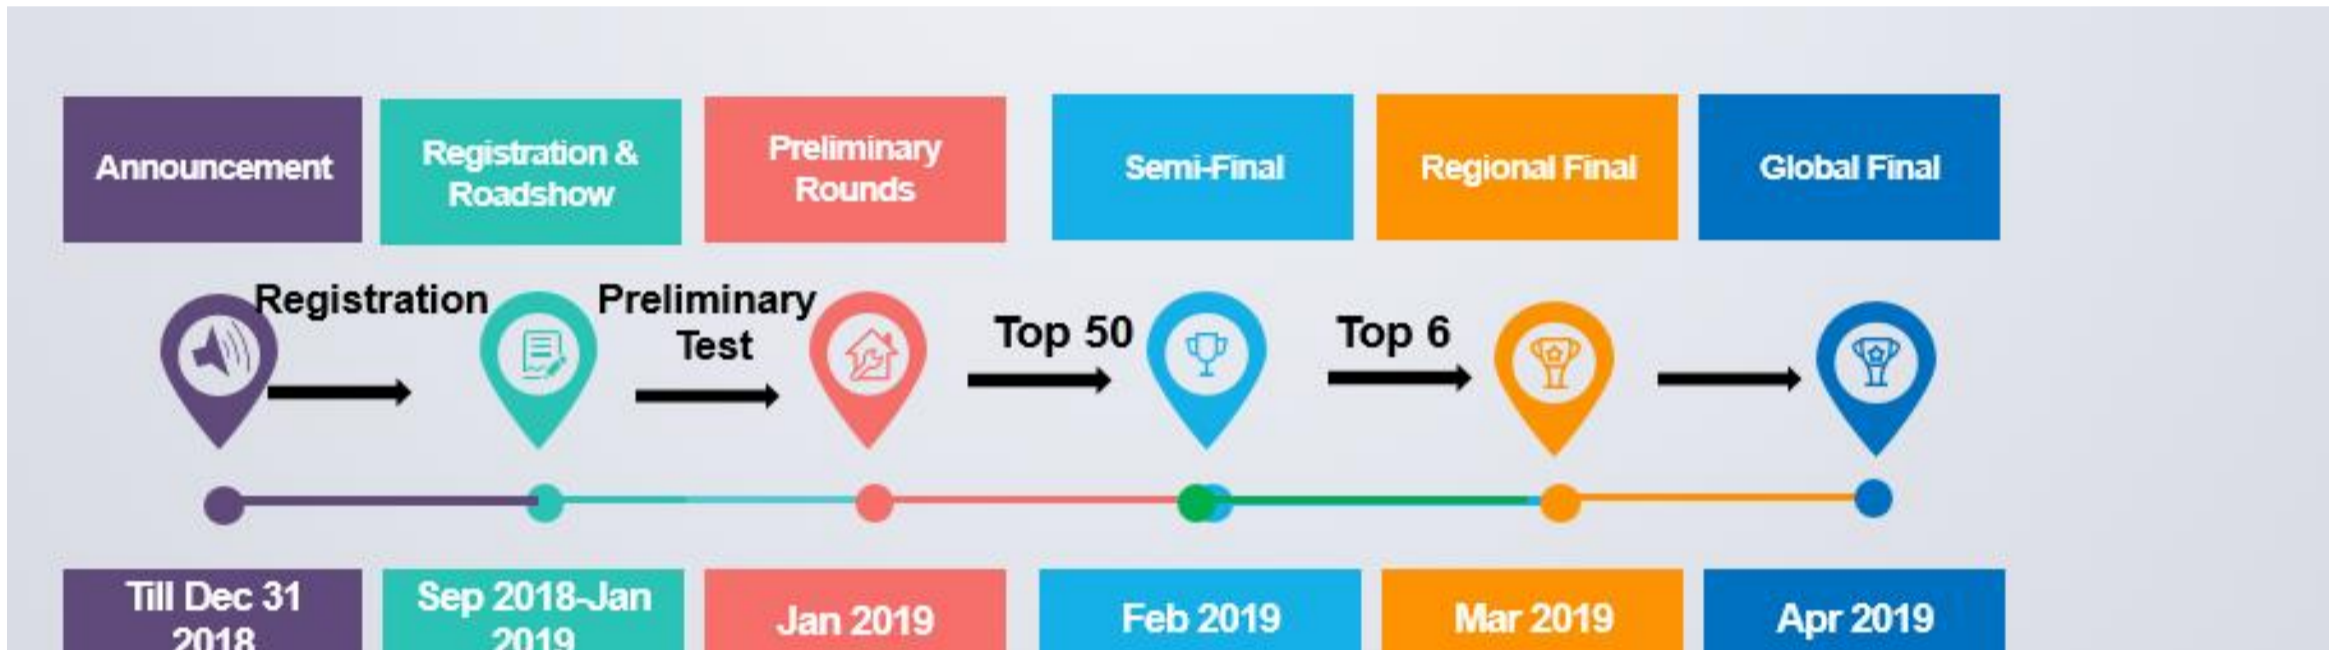 Announcement
Registration &
Roadshow
Preliminary
Rounds
Semi-Final
Regional Final
Global Final
Registration
Preliminary
Test
Top 50
Top 6
Till Dec 31
2018
Sep 2018-Jan
2019
Jan 2019
Feb 2019
Mar 2019
Apr 2019